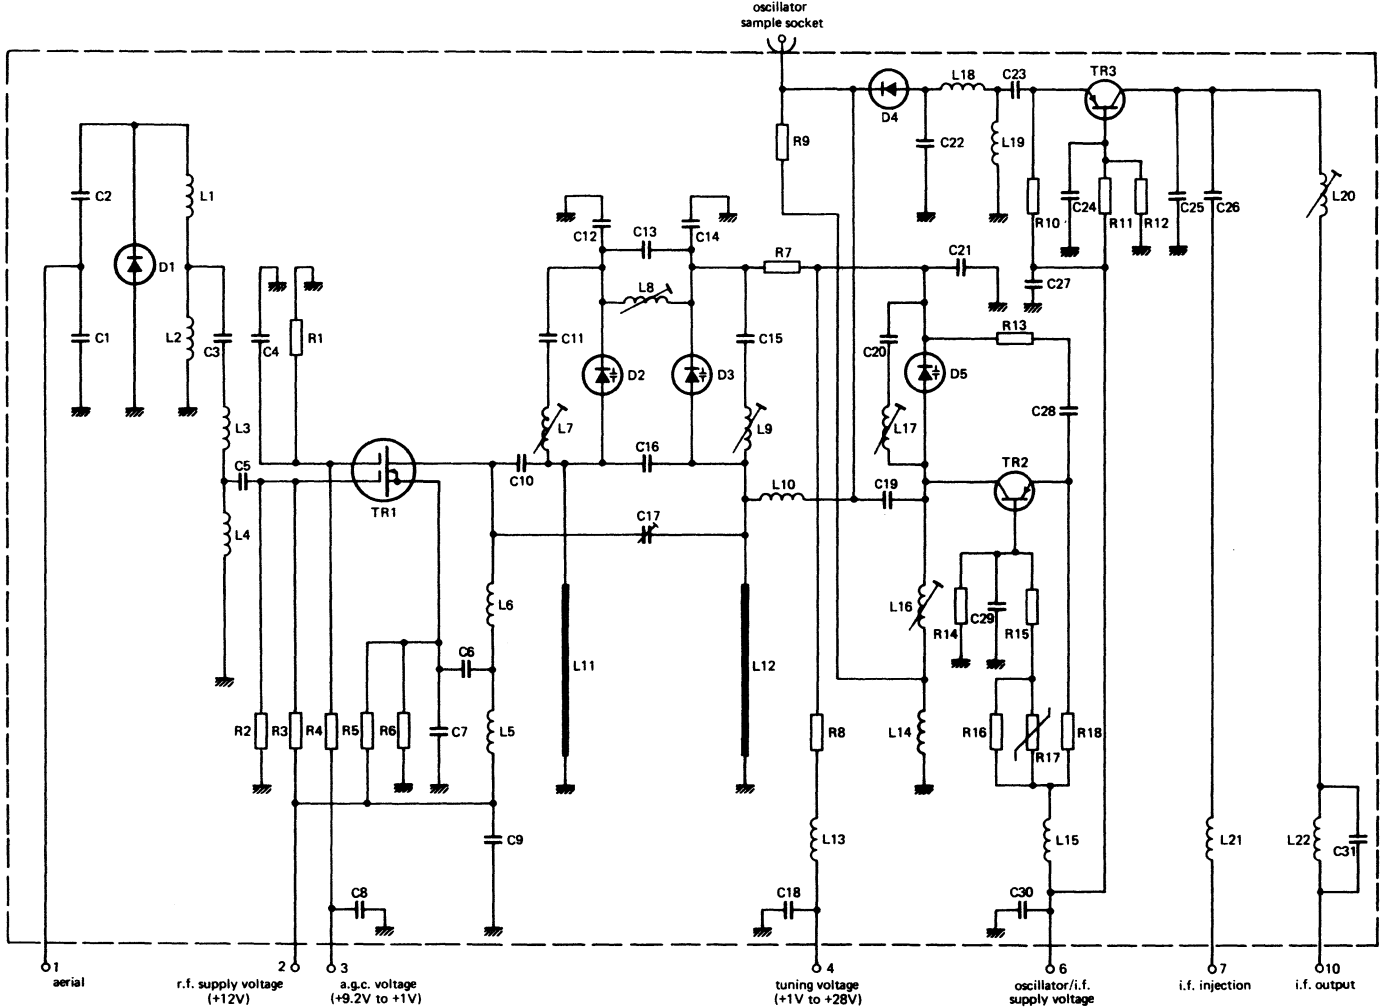 oscillator
sample socket
L18
C23
TR3
D4
R9
C22
L19
C2
L1
R10
C24
R11
R12
C25
C26
L20
C12
C13
C14
R7
C21
D1
L8
C27
C1
L2
C3
C4
R1
C11
C15
C20
R13
D2
D3
D5
L3
L7
L9
L17
C28
C5
C10
C16
TR2
TR1
L10
C19
L4
C17
L6
L16
R14
C29
R15
C6
L11
L12
R2
R3
R4
R5
R6
C7
L5
R8
L14
R16
R17
R18
C9
L13
L15
L21
L22
C31
C8
C18
C30
1
2
3
4
6
7
10
aerial
r.f. supply voltage
(+12V)
a.g.c. voltage
(+9.2V to +1V)
tuning voltage
(+1V to +28V)
oscillator/i.f.
supply voltage
i.f. injection
i.f. output